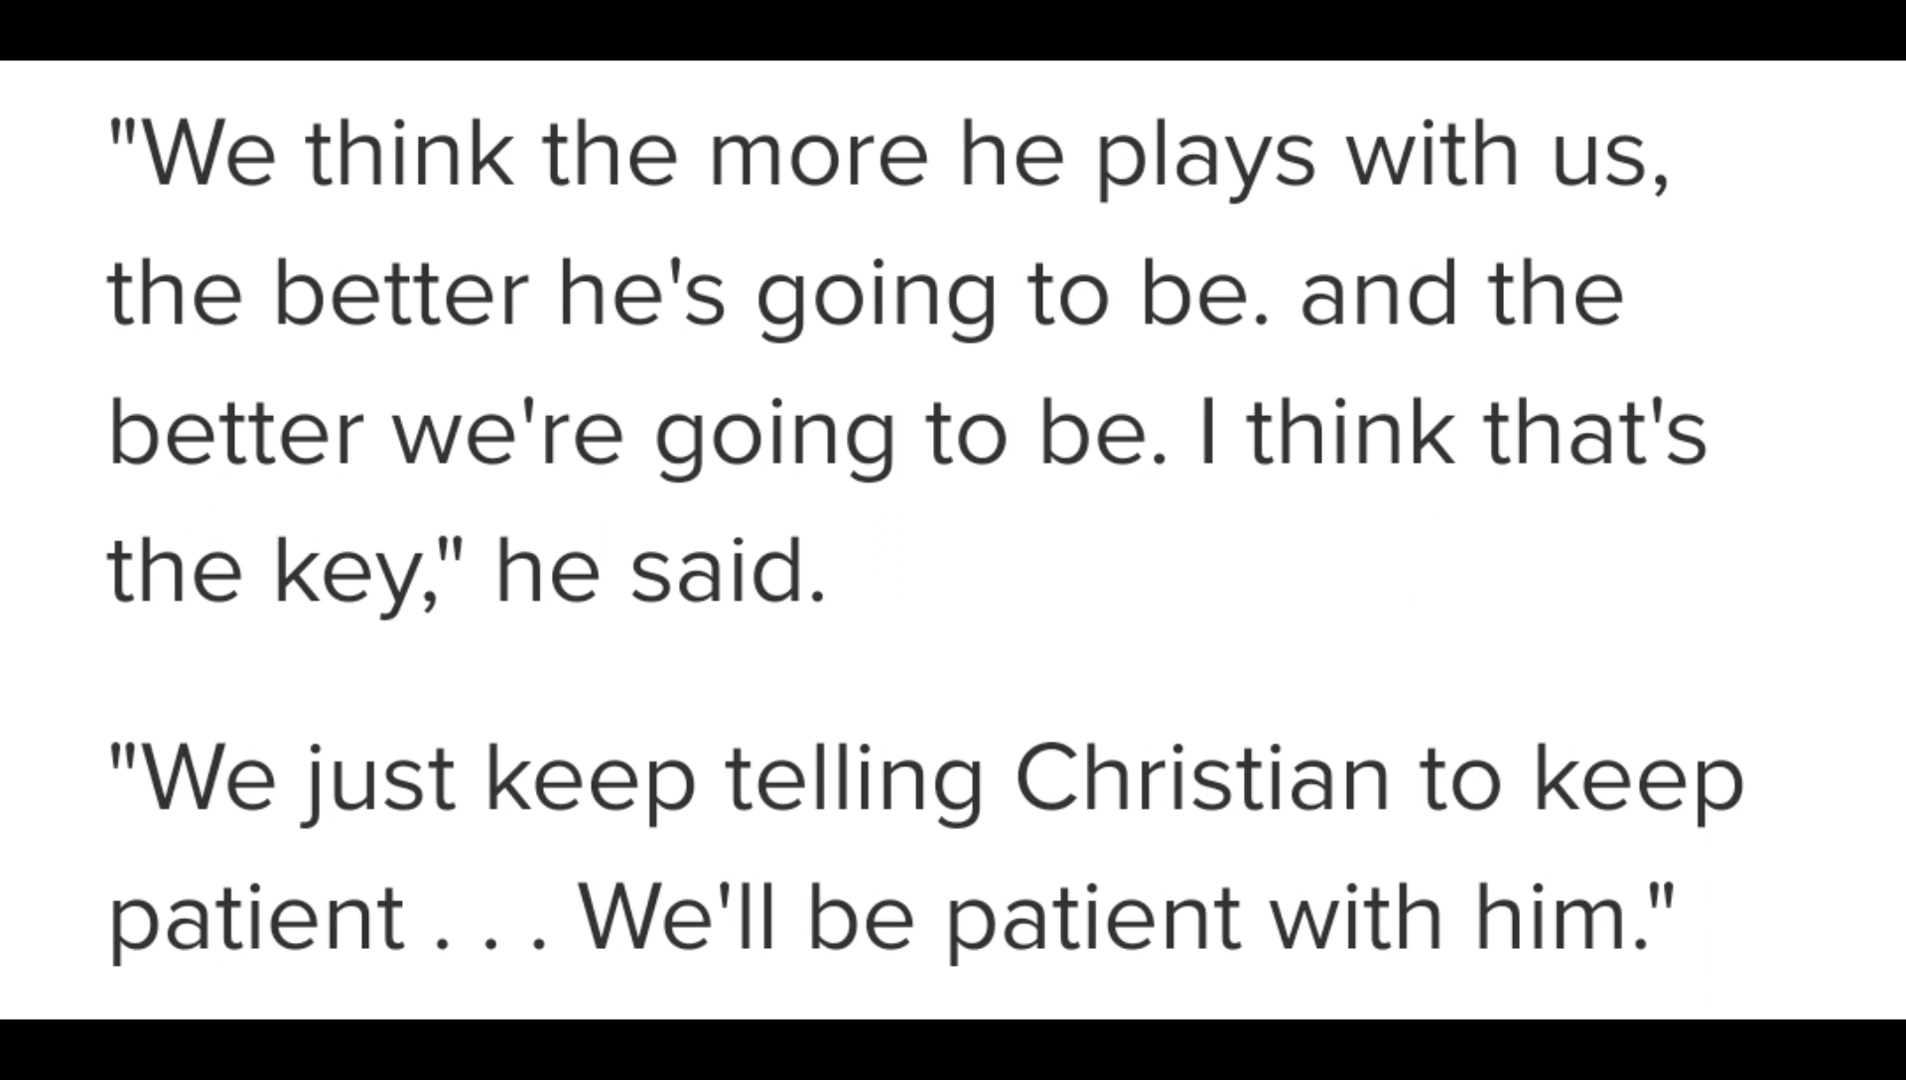 "We think the more he plays with us,
the better he's going to be. and the
better we're going to be. I think that's
the key," he said.
"We just keep telling Christian to keep
patient . . . We'll be patient with him."